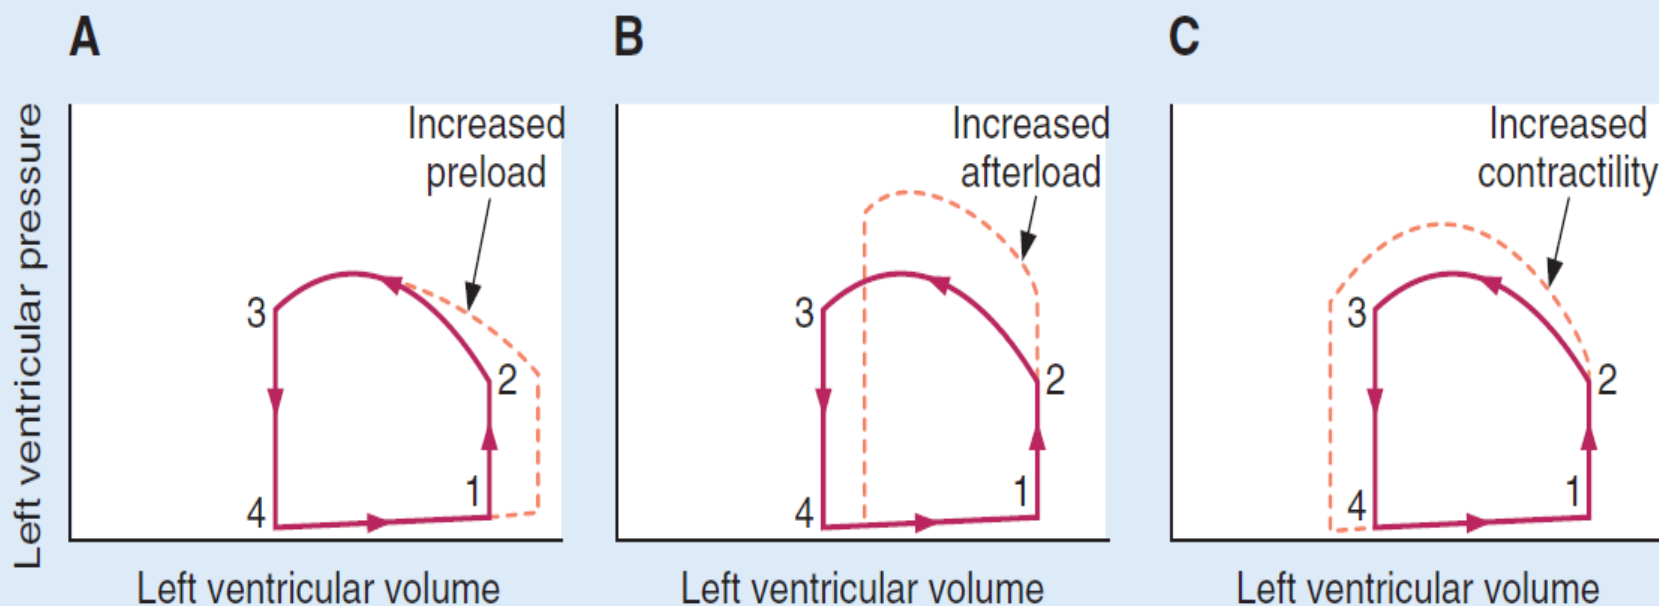 A
B
C
Left ventricular pressure
Increased
preload
3
2
1
4
Left ventricular volume
Increased
afterload
3
2
1
4
Left ventricular volume
Increased
contractility
3
2
1
4
Left ventricular volume